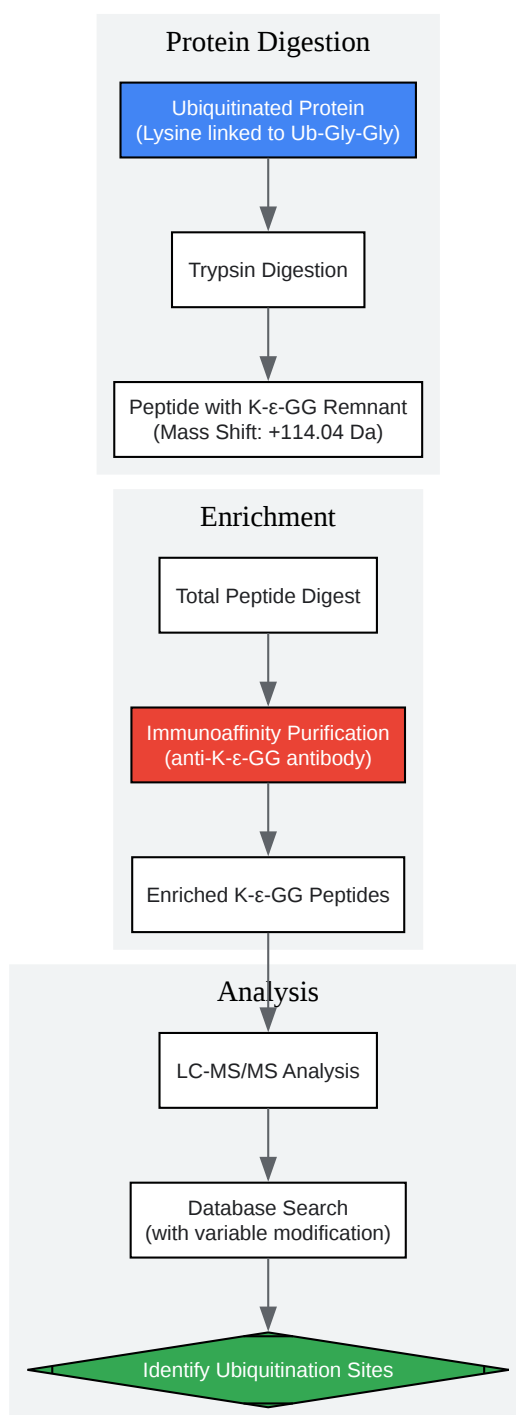 Protein Digestion
Ubiquitinated Protein
(Lysine linked to Ub-Gly-Gly)
Trypsin Digestion
Peptide with K-ε-GG Remnant
(Mass Shift: +114.04 Da)
Enrichment
Total Peptide Digest
Immunoaffinity Purification
(anti-K-ε-GG antibody)
Enriched K-ε-GG Peptides
Analysis
LC-MS/MS Analysis
Database Search
(with variable modification)
Identify Ubiquitination Sites